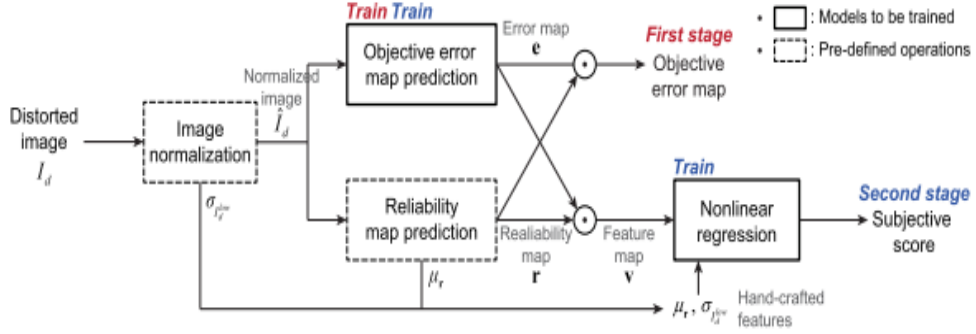 Train Train
Objective error
map prediction
Error map
e
First stage
Objective
error map
: Models to be trained
: Pre-defined operations
Normalized
image
Î_d
Distorted
image
I_d
Image
normalization
σ_{I_d^{low}}
Reliability
map prediction
μ_r
Realiability
map
r
Feature
map
v
Train
Nonlinear
regression
Second stage
Subjective
score
μ_r , σ_{I_d^{low}}
Hand-crafted
features